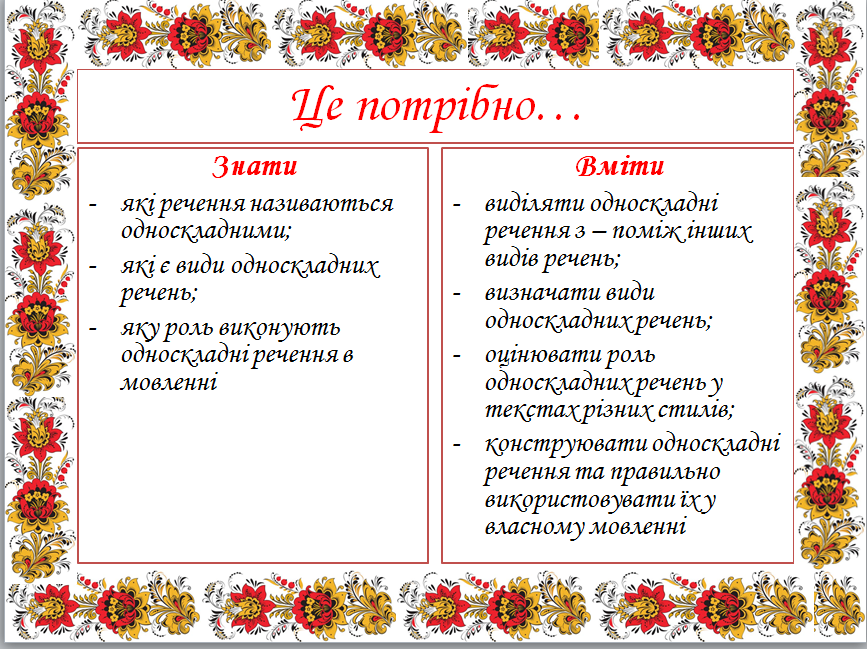 Це потрібно…
Знати
- які речення називаються
односкладними;
- які є види односкладних
речень;
- яку роль виконують
односкладні речення в
мовленні
Вміти
- виділяти односкладні
речення з – поміж інших
видів речень;
- визначати види
односкладних речень;
- оцінювати роль
односкладних речень у
текстах різних стилів;
- конструювати односкладні
речення та правильно
використовувати їх у
власному мовленні